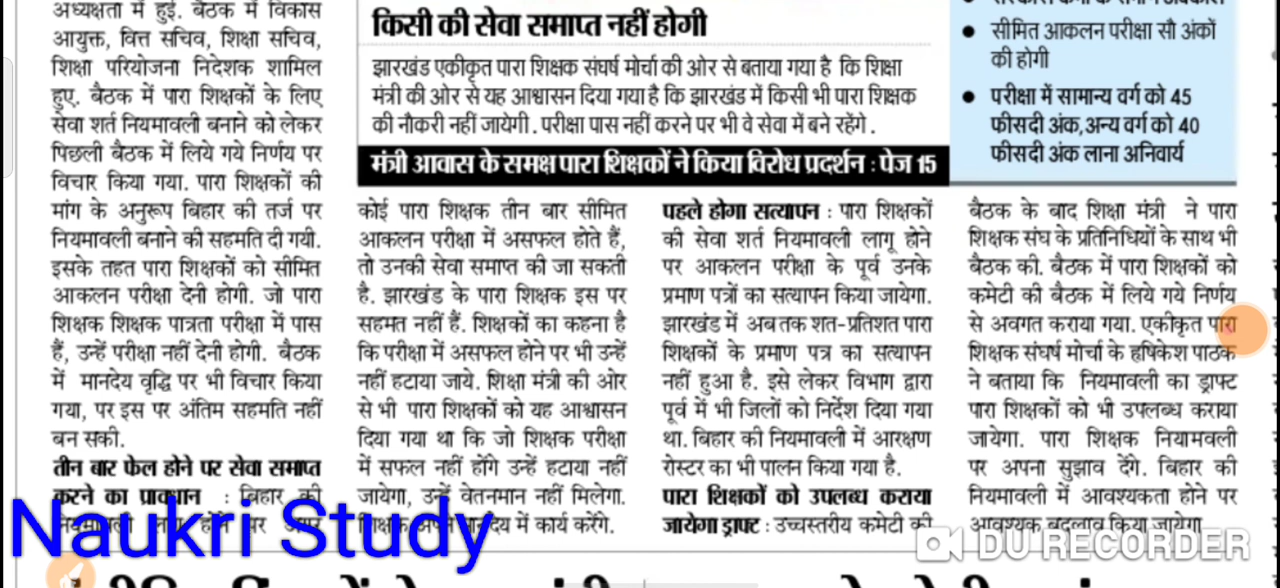 अध्यक्षता में हुई. बैठक में विकास
आयुक्त, वित्त सचिव, शिक्षा सचिव,
शिक्षा परियोजना निदेशक शामिल
हुए. बैठक में पारा शिक्षकों के लिए
सेवा शर्त नियमावली बनाने को लेकर
पिछली बैठक में लिये गये निर्णय पर
विचार किया गया. पारा शिक्षकों की
मांग के अनुरूप बिहार की तर्ज पर
नियमावली बनाने की सहमति दी गयी.
इसके तहत पारा शिक्षकों को सीमित
आकलन परीक्षा देनी होगी. जो पारा
शिक्षक शिक्षक पात्रता परीक्षा में पास
हैं, उन्हें परीक्षा नहीं देनी होगी. बैठक
में मानदेय वृद्धि पर भी विचार किया
गया, पर इस पर अंतिम सहमति नहीं
बन सकी.
तीन बार फेल होने पर सेवा समाप्त
करने का प्रावधान : बिहार की
किसी की सेवा समाप्त नहीं होगी
झारखंड एकीकृत पारा शिक्षक संघर्ष मोर्चा की ओर से बताया गया है कि शिक्षा
मंत्री की ओर से यह आश्वासन दिया गया है कि झारखंड में किसी भी पारा शिक्षक
की नौकरी नहीं जायेगी. परीक्षा पास नहीं करने पर भी वे सेवा में बने रहेंगे.
मंत्री आवास के समक्ष पारा शिक्षकों ने किया विरोध प्रदर्शन : पेज 15
● सीमित आकलन परीक्षा सौ अंकों
की होगी
● परीक्षा में सामान्य वर्ग को 45
फीसदी अंक, अन्य वर्ग को 40
फीसदी अंक लाना अनिवार्य
कोई पारा शिक्षक तीन बार सीमित
आकलन परीक्षा में असफल होते हैं,
तो उनकी सेवा समाप्त की जा सकती
है. झारखंड के पारा शिक्षक इस पर
सहमत नहीं हैं. शिक्षकों का कहना है
कि परीक्षा में असफल होने पर भी उन्हें
नहीं हटाया जाये. शिक्षा मंत्री की ओर
से भी पारा शिक्षकों को यह आश्वासन
दिया गया था कि जो शिक्षक परीक्षा
में सफल नहीं होंगे उन्हें हटाया नहीं
जायेगा, उन्हें वेतनमान नहीं मिलेगा.
में कार्य करेंगे.
पहले होगा सत्यापन : पारा शिक्षकों
की सेवा शर्त नियमावली लागू होने
पर आकलन परीक्षा के पूर्व उनके
प्रमाण पत्रों का सत्यापन किया जायेगा.
झारखंड में अब तक शत-प्रतिशत पारा
शिक्षकों के प्रमाण पत्र का सत्यापन
नहीं हुआ है. इसे लेकर विभाग द्वारा
पूर्व में भी जिलों को निर्देश दिया गया
था. बिहार की नियमावली में आरक्षण
रोस्टर का भी पालन किया गया है.
पारा शिक्षकों को उपलब्ध कराया
जायेगा ड्राफ्ट : उच्चस्तरीय कमेटी की
बैठक के बाद शिक्षा मंत्री ने पारा
शिक्षक संघ के प्रतिनिधियों के साथ भी
बैठक की. बैठक में पारा शिक्षकों को
कमेटी की बैठक में लिये गये निर्णय
से अवगत कराया गया. एकीकृत पारा
शिक्षक संघर्ष मोर्चा के हृषिकेश पाठक
ने बताया कि नियमावली का ड्राफ्ट
पारा शिक्षकों को भी उपलब्ध कराया
जायेगा. पारा शिक्षक नियामवली
पर अपना सुझाव देंगे. बिहार की
नियमावली में आवश्यकता होने पर
आवश्यक बदलाव किया जायेगा
Naukri Study
DU RECORDER